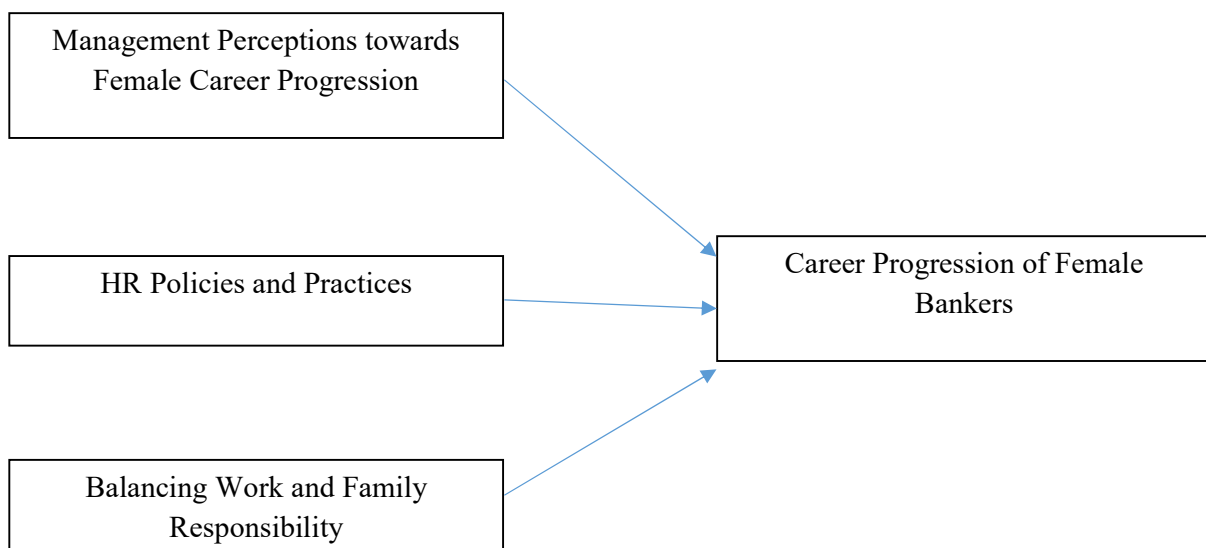 Management Perceptions towards
Female Career Progression
HR Policies and Practices
Career Progression of Female
Bankers
Balancing Work and Family
Responsibility